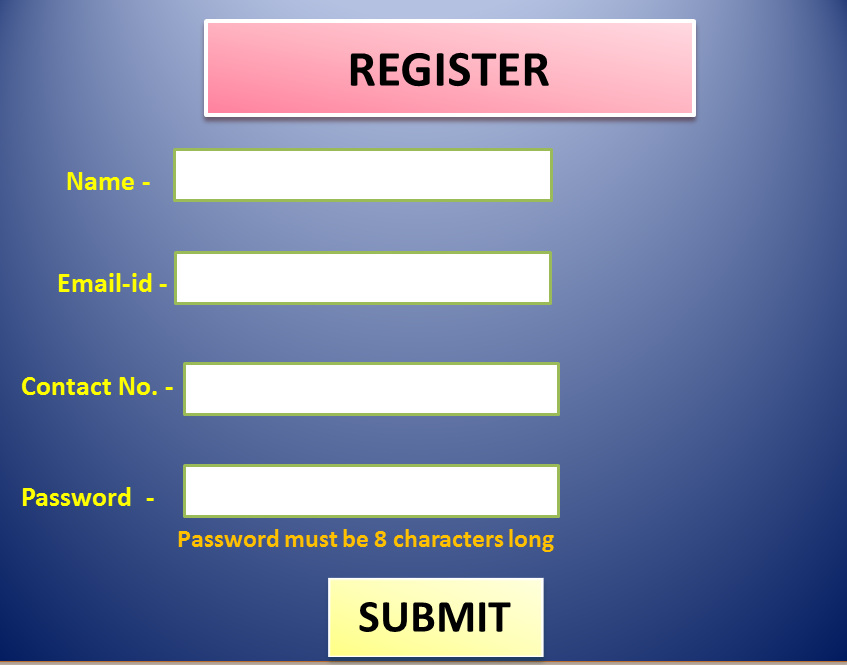 REGISTER
Name -
Email-id -
Contact No. -
Password -
Password must be 8 characters long
SUBMIT